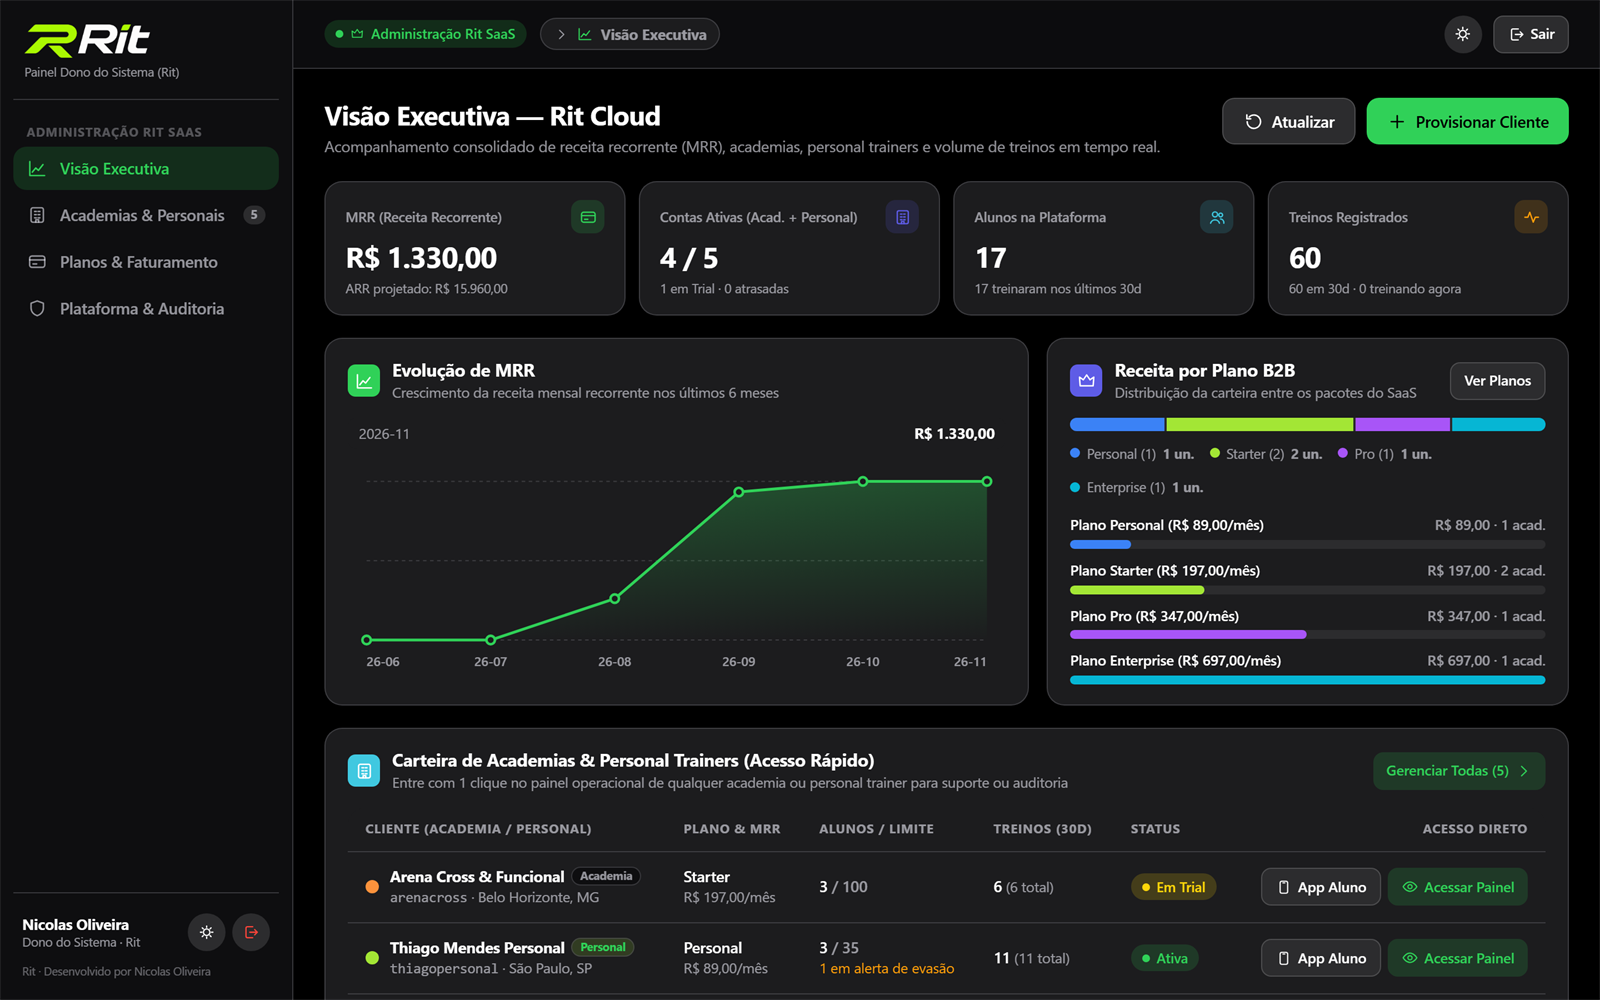 Rit
Painel Dono do Sistema (Rit)
ADMINISTRAÇÃO RIT SAAS
Visão Executiva
Academias & Personais 5
Planos & Faturamento
Plataforma & Auditoria
Nicolas Oliveira
Dono do Sistema · Rit
Rit · Desenvolvido por Nicolas Oliveira
Administração Rit SaaS
Visão Executiva
Sair
Visão Executiva — Rit Cloud
Acompanhamento consolidado de receita recorrente (MRR), academias, personal trainers e volume de treinos em tempo real.
Atualizar
Provisionar Cliente
MRR (Receita Recorrente)
R$ 1.330,00
ARR projetado: R$ 15.960,00
Contas Ativas (Acad. + Personal)
4 / 5
1 em Trial · 0 atrasadas
Alunos na Plataforma
17
17 treinaram nos últimos 30d
Treinos Registrados
60
60 em 30d · 0 treinando agora
Evolução de MRR
Crescimento da receita mensal recorrente nos últimos 6 meses
2026-11 R$ 1.330,00
26-06 26-07 26-08 26-09 26-10 26-11
Receita por Plano B2B
Distribuição da carteira entre os pacotes do SaaS
Ver Planos
Personal (1) 1 un. Starter (2) 2 un. Pro (1) 1 un.
Enterprise (1) 1 un.
Plano Personal (R$ 89,00/mês) R$ 89,00 · 1 acad.
Plano Starter (R$ 197,00/mês) R$ 197,00 · 2 acad.
Plano Pro (R$ 347,00/mês) R$ 347,00 · 1 acad.
Plano Enterprise (R$ 697,00/mês) R$ 697,00 · 1 acad.
Carteira de Academias & Personal Trainers (Acesso Rápido)
Entre com 1 clique no painel operacional de qualquer academia ou personal trainer para suporte ou auditoria
Gerenciar Todas (5)
CLIENTE (ACADEMIA / PERSONAL) PLANO & MRR ALUNOS / LIMITE TREINOS (30D) STATUS ACESSO DIRETO
Arena Cross & Funcional Academia
arenacross · Belo Horizonte, MG
Starter
R$ 197,00/mês
3 / 100
6 (6 total)
Em Trial
App Aluno
Acessar Painel
Thiago Mendes Personal Personal
thiagopersonal · São Paulo, SP
Personal
R$ 89,00/mês
3 / 35
1 em alerta de evasão
11 (11 total)
Ativa
App Aluno
Acessar Painel